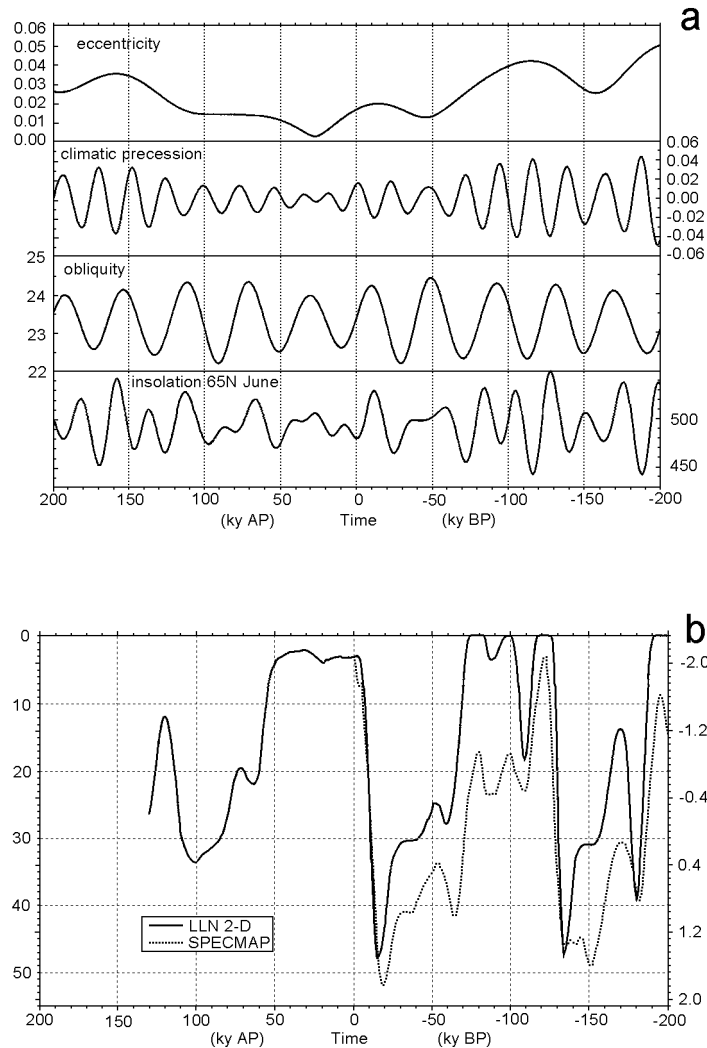 a
0.06
eccentricity
0.05
0.04
0.03
0.02
0.01
0.00
climatic precession
0.06
0.04
0.02
0.00
-0.02
-0.04
-0.06
25
obliquity
24
23
22
insolation 65N June
500
450
200 150 100 50 0 -50 -100 -150 -200
(ky AP) Time (ky BP)
b
0
10
20
30
40
50
-2.0
-1.2
-0.4
0.4
1.2
2.0
LLN 2-D
SPECMAP
200 150 100 50 0 -50 -100 -150 -200
(ky AP) Time (ky BP)